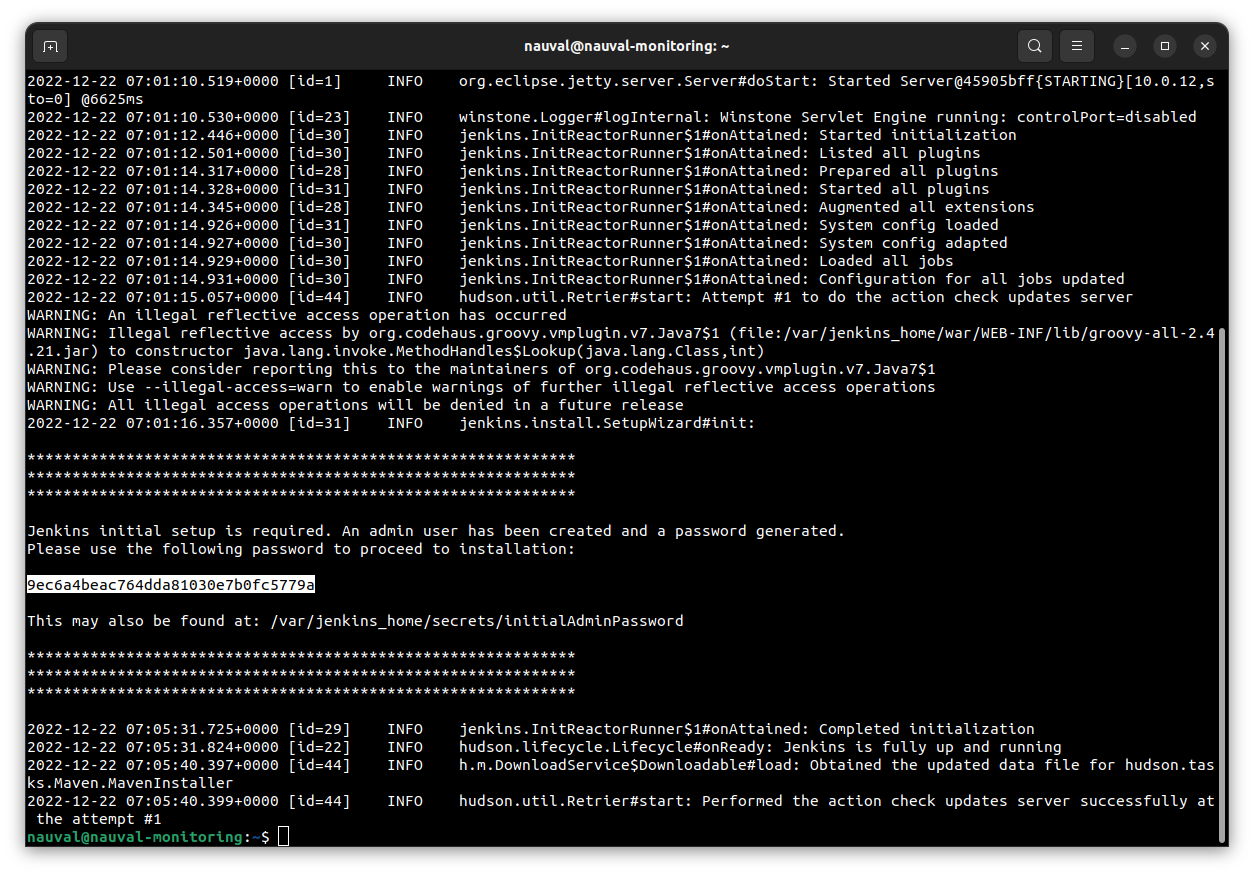 nauval@nauval-monitoring: ~
2022-12-22 07:01:10.519+0000 [id=1]     INFO    org.eclipse.jetty.server.Server#doStart: Started Server@45905bff{STARTING}[10.0.12,s
to=0] @6625ms
2022-12-22 07:01:10.530+0000 [id=23]    INFO    winstone.Logger#logInternal: Winstone Servlet Engine running: controlPort=disabled
2022-12-22 07:01:12.446+0000 [id=30]    INFO    jenkins.InitReactorRunner$1#onAttained: Started initialization
2022-12-22 07:01:12.501+0000 [id=30]    INFO    jenkins.InitReactorRunner$1#onAttained: Listed all plugins
2022-12-22 07:01:14.317+0000 [id=28]    INFO    jenkins.InitReactorRunner$1#onAttained: Prepared all plugins
2022-12-22 07:01:14.328+0000 [id=31]    INFO    jenkins.InitReactorRunner$1#onAttained: Started all plugins
2022-12-22 07:01:14.345+0000 [id=28]    INFO    jenkins.InitReactorRunner$1#onAttained: Augmented all extensions
2022-12-22 07:01:14.926+0000 [id=31]    INFO    jenkins.InitReactorRunner$1#onAttained: System config loaded
2022-12-22 07:01:14.927+0000 [id=30]    INFO    jenkins.InitReactorRunner$1#onAttained: System config adapted
2022-12-22 07:01:14.929+0000 [id=30]    INFO    jenkins.InitReactorRunner$1#onAttained: Loaded all jobs
2022-12-22 07:01:14.931+0000 [id=30]    INFO    jenkins.InitReactorRunner$1#onAttained: Configuration for all jobs updated
2022-12-22 07:01:15.057+0000 [id=44]    INFO    hudson.util.Retrier#start: Attempt #1 to do the action check updates server
WARNING: An illegal reflective access operation has occurred
WARNING: Illegal reflective access by org.codehaus.groovy.vmplugin.v7.Java7$1 (file:/var/jenkins_home/war/WEB-INF/lib/groovy-all-2.4
.21.jar) to constructor java.lang.invoke.MethodHandles$Lookup(java.lang.Class,int)
WARNING: Please consider reporting this to the maintainers of org.codehaus.groovy.vmplugin.v7.Java7$1
WARNING: Use --illegal-access=warn to enable warnings of further illegal reflective access operations
WARNING: All illegal access operations will be denied in a future release
2022-12-22 07:01:16.357+0000 [id=31]    INFO    jenkins.install.SetupWizard#init:
*************************************************************
*************************************************************
*************************************************************
Jenkins initial setup is required. An admin user has been created and a password generated.
Please use the following password to proceed to installation:
9ec6a4beac764dda81030e7b0fc5779a
This may also be found at: /var/jenkins_home/secrets/initialAdminPassword
*************************************************************
*************************************************************
*************************************************************
2022-12-22 07:05:31.725+0000 [id=29]    INFO    jenkins.InitReactorRunner$1#onAttained: Completed initialization
2022-12-22 07:05:31.824+0000 [id=22]    INFO    hudson.lifecycle.Lifecycle#onReady: Jenkins is fully up and running
2022-12-22 07:05:40.397+0000 [id=44]    INFO    h.m.DownloadService$Downloadable#load: Obtained the updated data file for hudson.tas
ks.Maven.MavenInstaller
2022-12-22 07:05:40.399+0000 [id=44]    INFO    hudson.util.Retrier#start: Performed the action check updates server successfully at
 the attempt #1
nauval@nauval-monitoring:~$